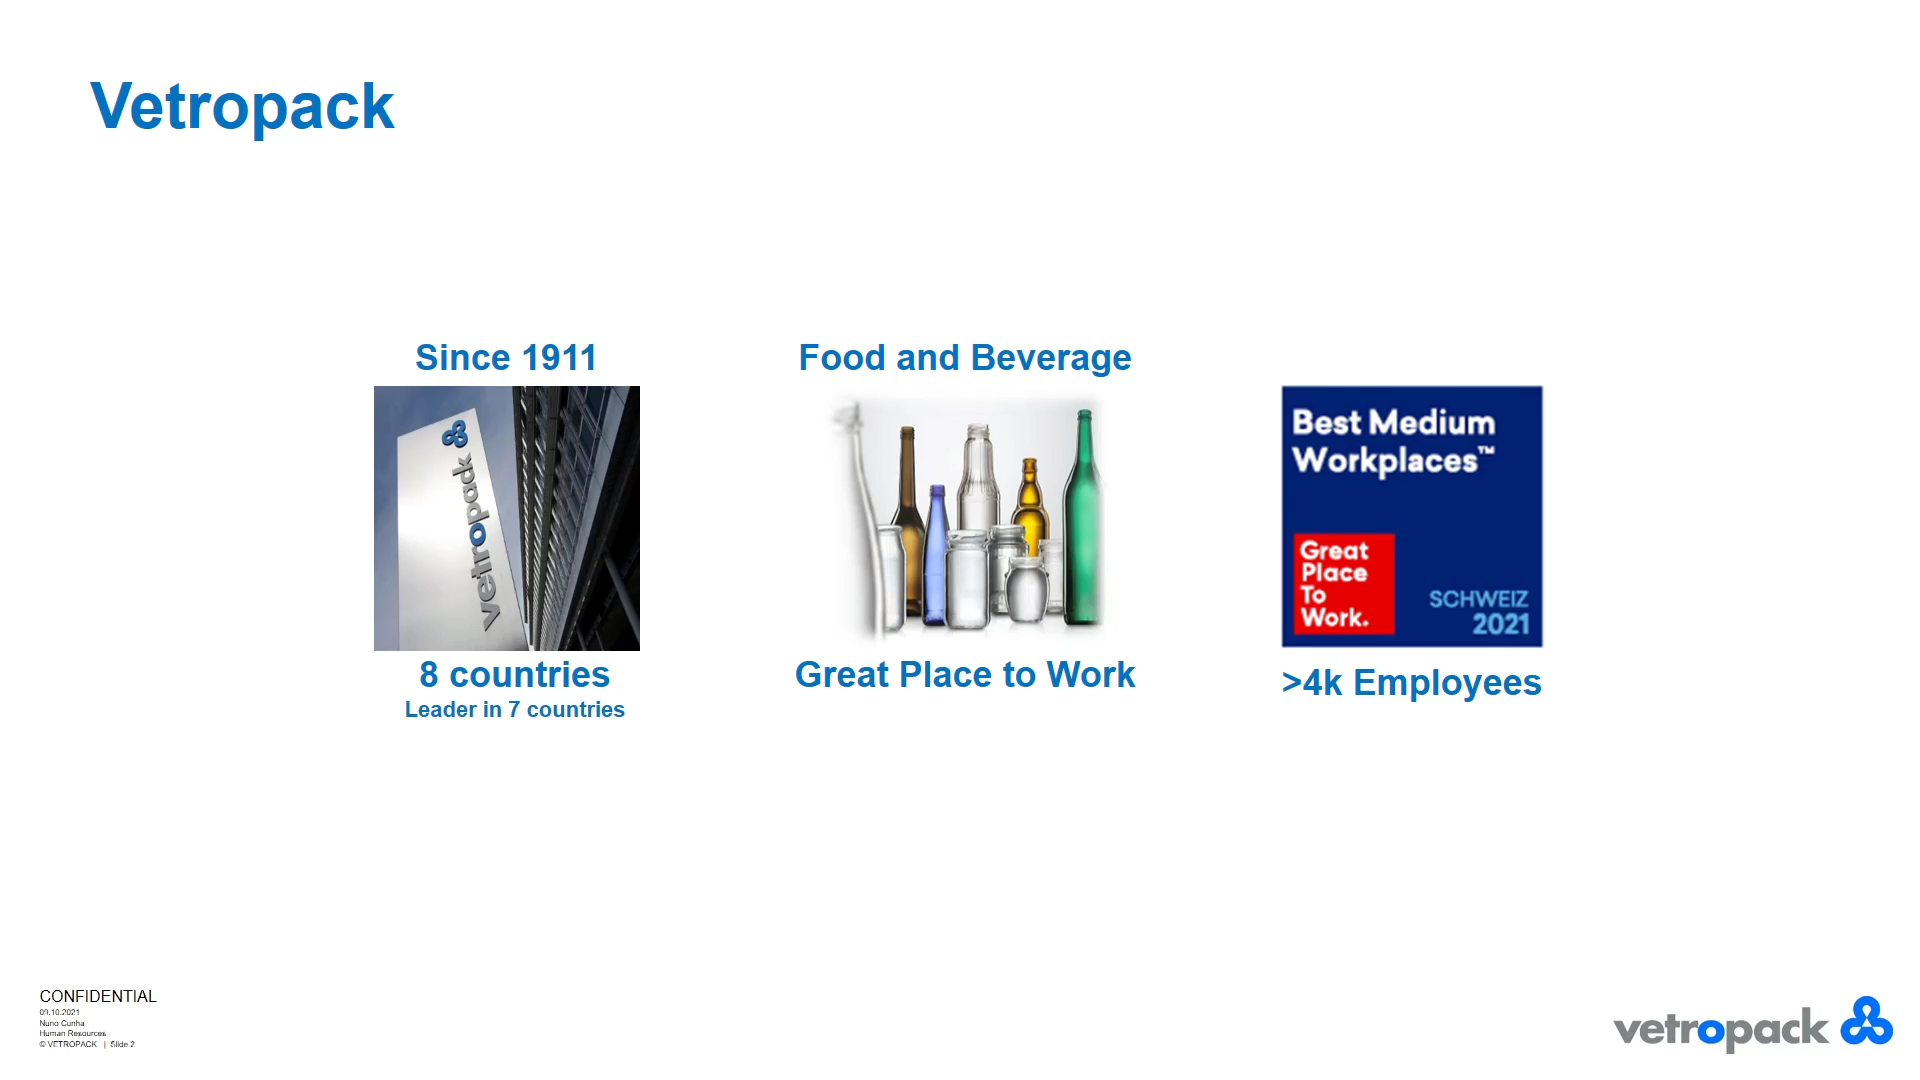 Vetropack
Since 1911
vetropack
8 countries
Leader in 7 countries
Food and Beverage
Great Place to Work
Best Medium
Workplaces™
Great
Place
To
Work.
SCHWEIZ
2021
>4k Employees
CONFIDENTIAL
09.10.2021
Nuno Cunha
Human Resources
© VETROPACK | Slide 2
vetropack